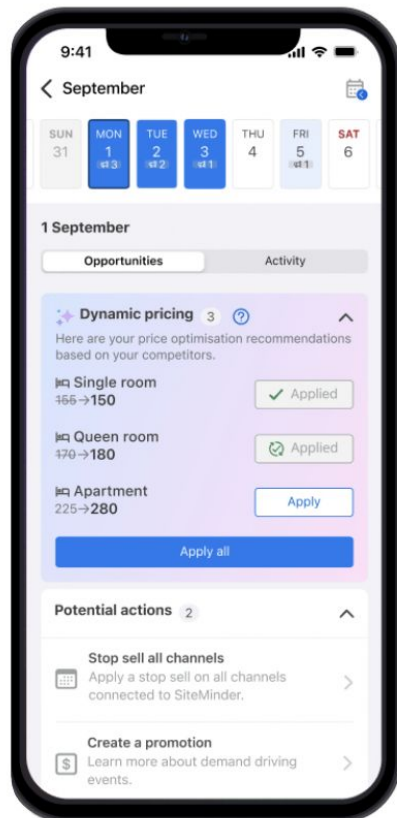 9:41
September
SUN MON TUE WED THU FRI SAT
31 1 2 3 4 5 6
3 2 1 1
1 September
Opportunities Activity
Dynamic pricing 3 ?
Here are your price optimisation recommendations
based on your competitors.
Single room
155→150 Applied
Queen room
170→180 Applied
Apartment
225→280 Apply
Apply all
Potential actions 2
Stop sell all channels
Apply a stop sell on all channels
connected to SiteMinder.
Create a promotion
$ Learn more about demand driving
events.